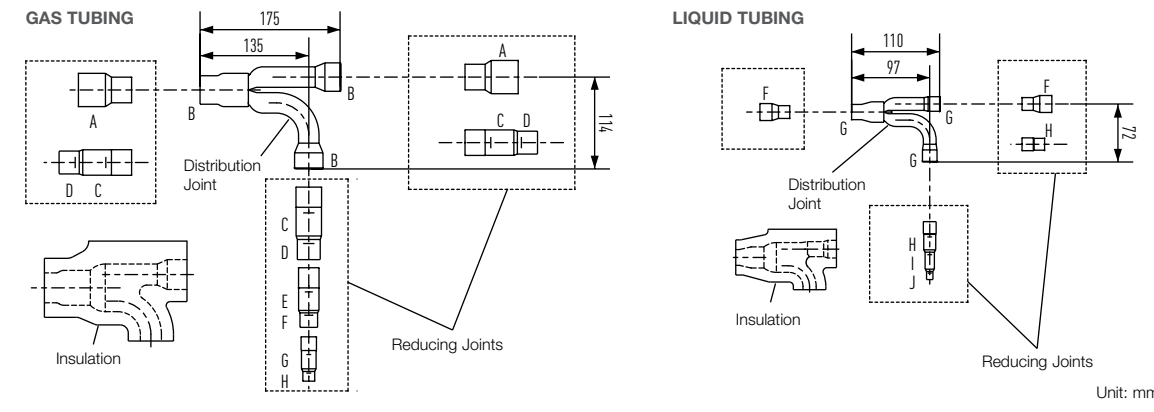 GAS TUBING
175
135
A
B
B
A
D C
Distribution
Joint
B
C D
114
C
D
E
F
G
H
Insulation
Reducing Joints
LIQUID TUBING
110
97
F
G
G
G
F
H
72
Distribution
Joint
H
I
J
Insulation
Reducing Joints
Unit: mm